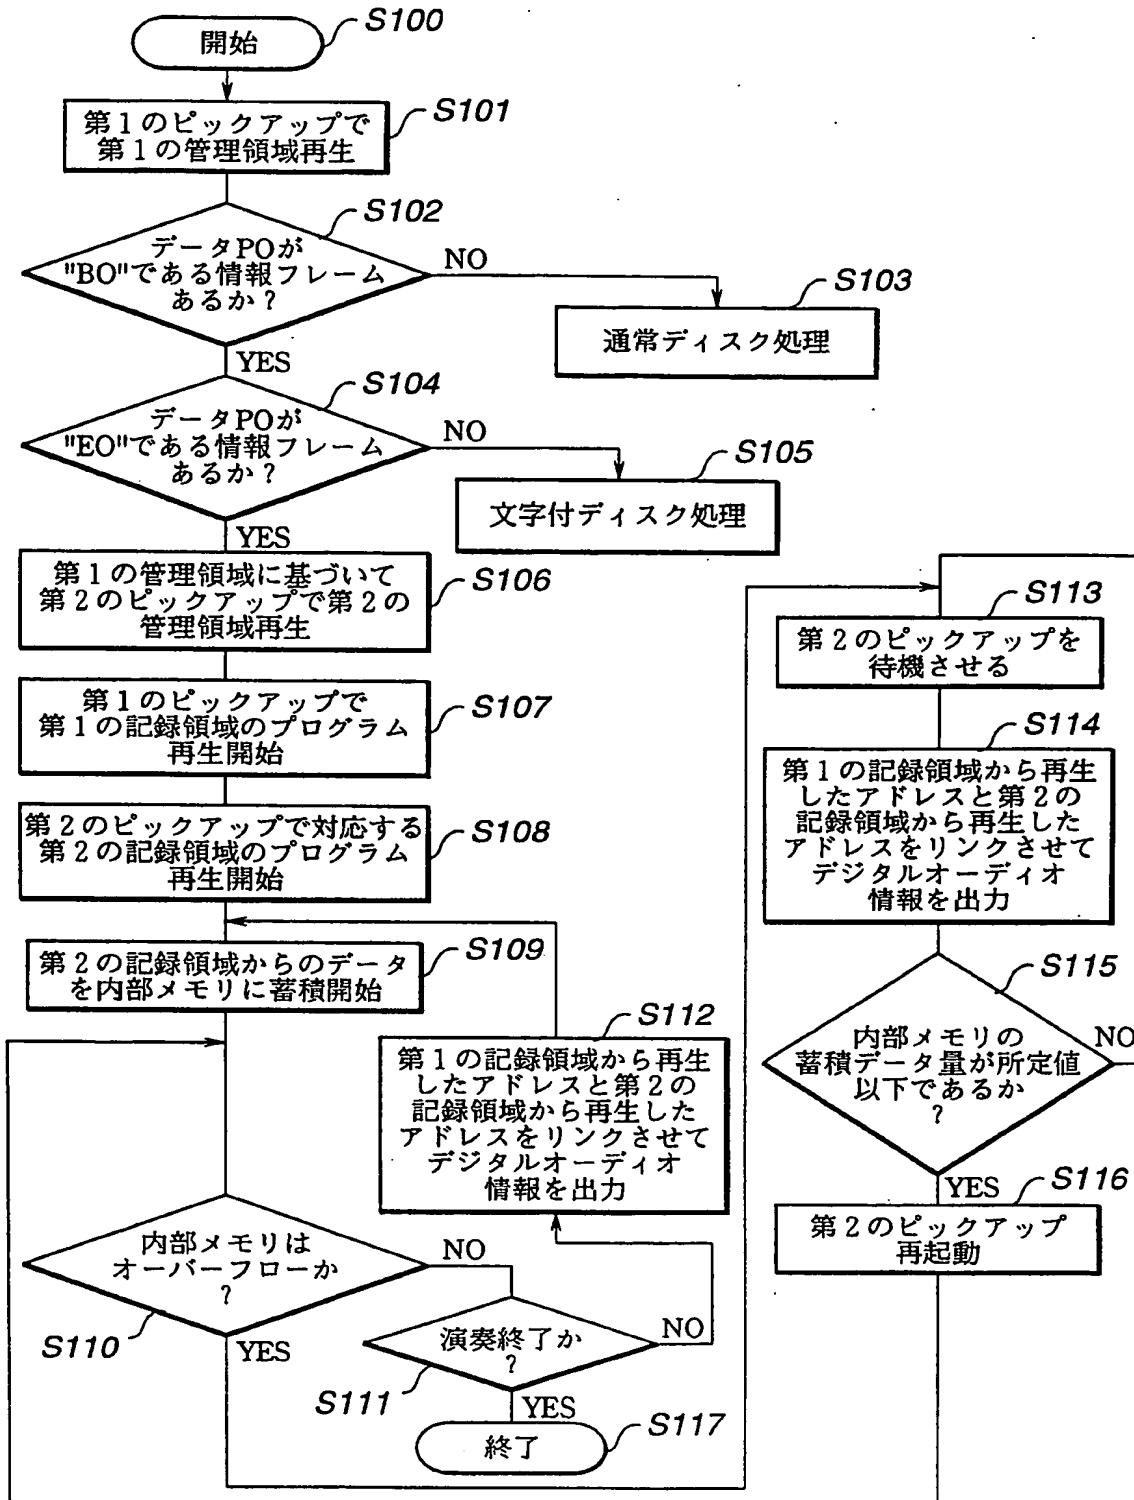 S100
開始
S101
第1のピックアップで
第1の管理領域再生
S102
データPOが
"BO"である情報フレーム
あるか?
NO
S103
通常ディスク処理
YES
S104
データPOが
"EO"である情報フレーム
あるか?
NO
S105
文字付ディスク処理
YES
S106
第1の管理領域に基づいて
第2のピックアップで第2の
管理領域再生
S107
第1のピックアップで
第1の記録領域のプログラム
再生開始
S108
第2のピックアップで対応する
第2の記録領域のプログラム
再生開始
S109
第2の記録領域からのデータ
を内部メモリに蓄積開始
S112
第1の記録領域から再生
したアドレスと第2の
記録領域から再生した
アドレスをリンクさせて
デジタルオーディオ
情報を出力
内部メモリは
オーバーフローか
?
NO
S110
YES
演奏終了か
?
NO
S111
YES
終了
S117
S113
第2のピックアップを
待機させる
S114
第1の記録領域から再生
したアドレスと第2の
記録領域から再生した
アドレスをリンクさせて
デジタルオーディオ
情報を出力
S115
内部メモリの
蓄積データ量が所定値
以下であるか
?
NO
YES
S116
第2のピックアップ
再起動